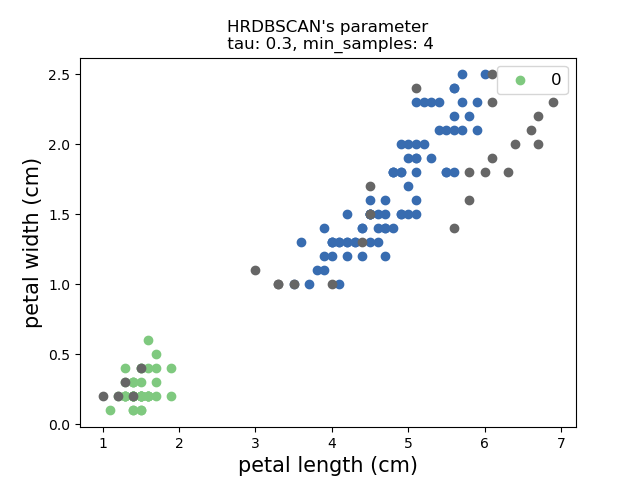 HRDBSCAN's parameter
tau: 0.3, min_samples: 4
0
2.5
2.0
1.5
1.0
0.5
0.0
petal width (cm)
1 2 3 4 5 6 7
petal length (cm)